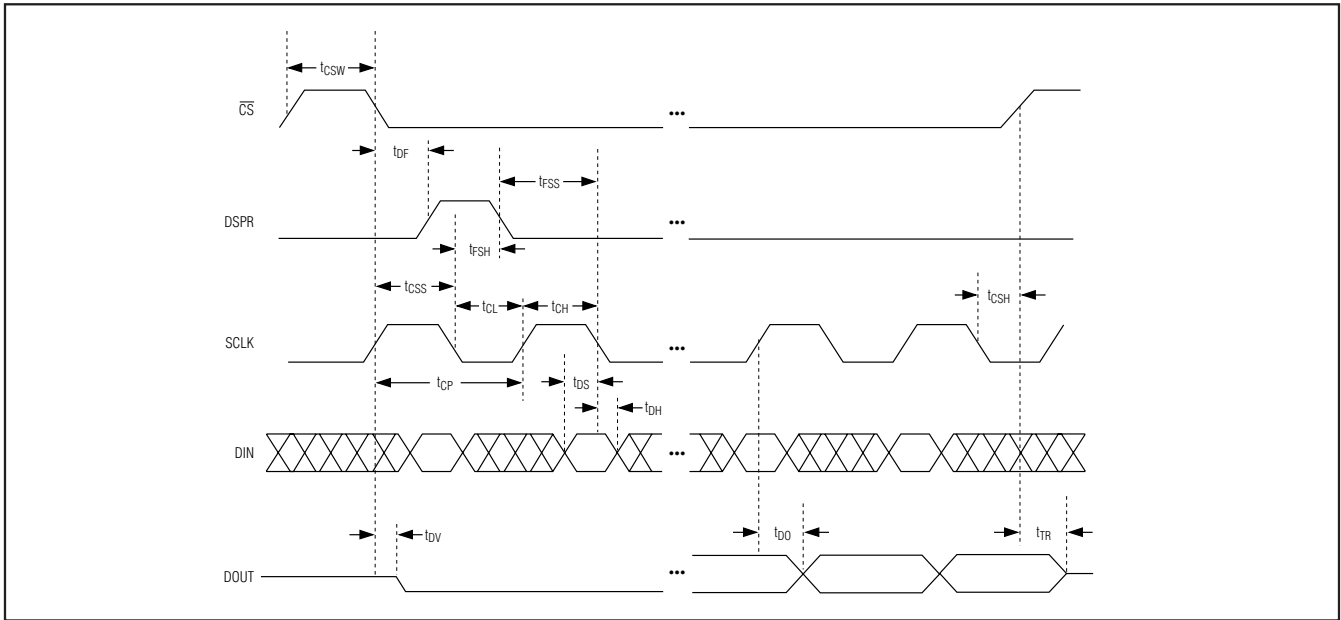 tCSW
CS
tDF
tFSS
DSPR
•••
•••
tFSH
tCSS
tCL
tCH
tCSH
SCLK
•••
tCP
tDS
tDH
DIN
•••
tDV
tDO
tTR
DOUT
•••